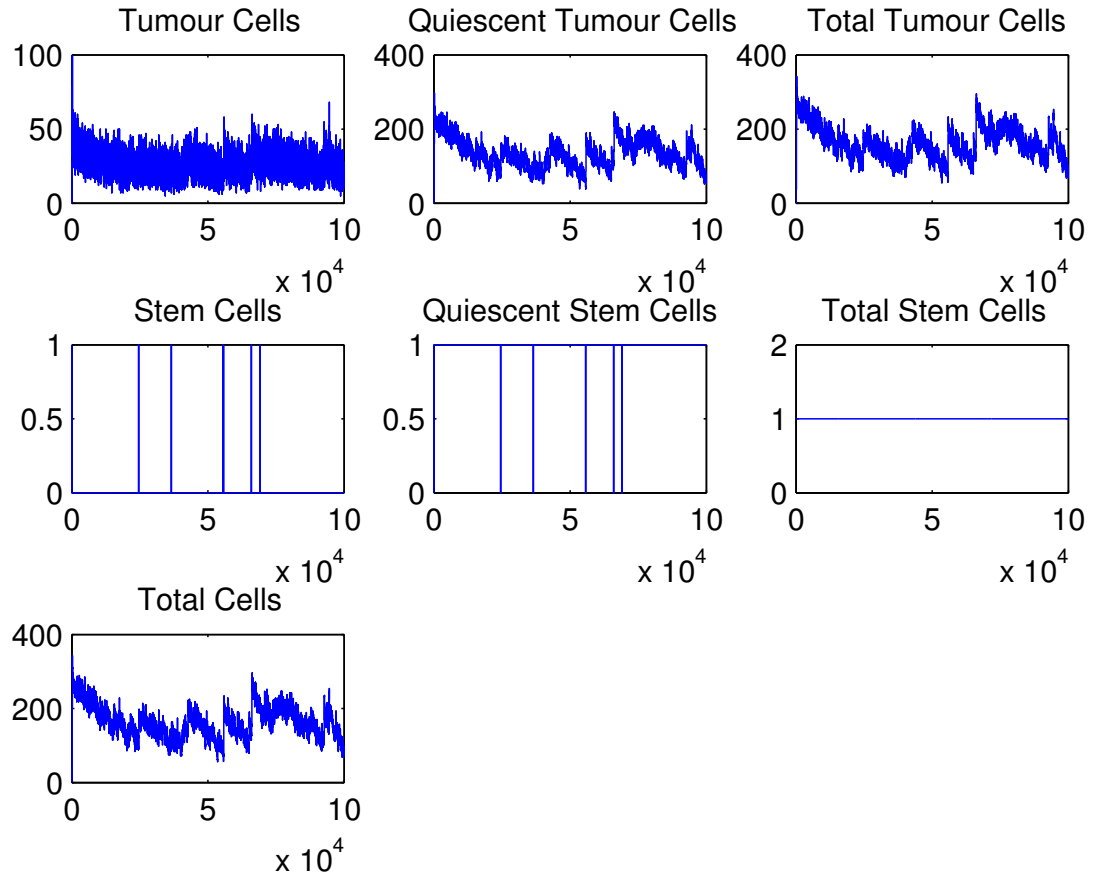 Tumour Cells
100
50
0
0 5 10
x 10^4
Quiescent Tumour Cells
400
200
0
0 5 10
x 10^4
Total Tumour Cells
400
200
0
0 5 10
x 10^4
Stem Cells
1
0.5
0
0 5 10
x 10^4
Quiescent Stem Cells
1
0.5
0
0 5 10
x 10^4
Total Stem Cells
2
1
0
0 5 10
x 10^4
Total Cells
400
200
0
0 5 10
x 10^4